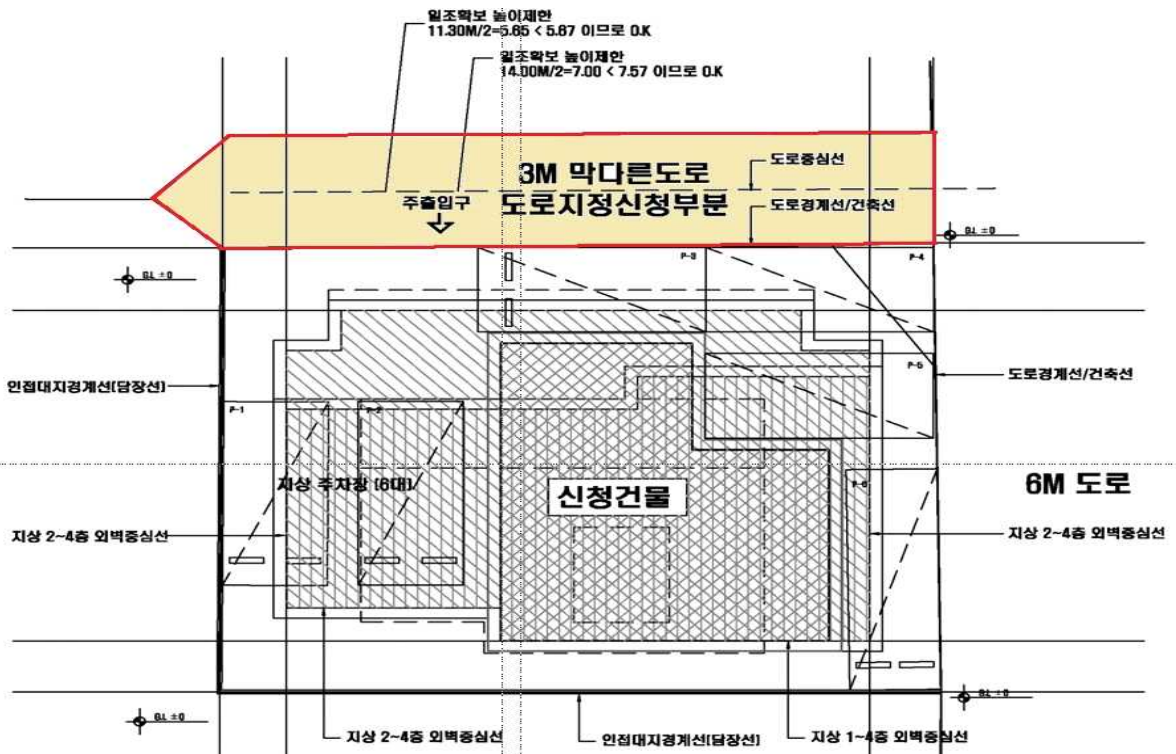 일조확보 높이제한
11.30M/2=5.65 < 5.67 이므로 O.K
일조확보 높이제한
14.00M/2=7.00 < 7.57 이므로 O.K
3M 막다른도로
도로중심선
주출입구
도로지정신청부분
도로경계선/건축선
G.L ±0
G.L ±0
P-3
P-4
P-5
인접대지경계선(담장선)
도로경계선/건축선
P-1
P-2
지상 주차장 (6대)
신청건물
P-6
6M 도로
지상 2~4층 외벽중심선
지상 2~4층 외벽중심선
G.L ±0
G.L ±0
지상 2~4층 외벽중심선
인접대지경계선(담장선)
지상 1~4층 외벽중심선